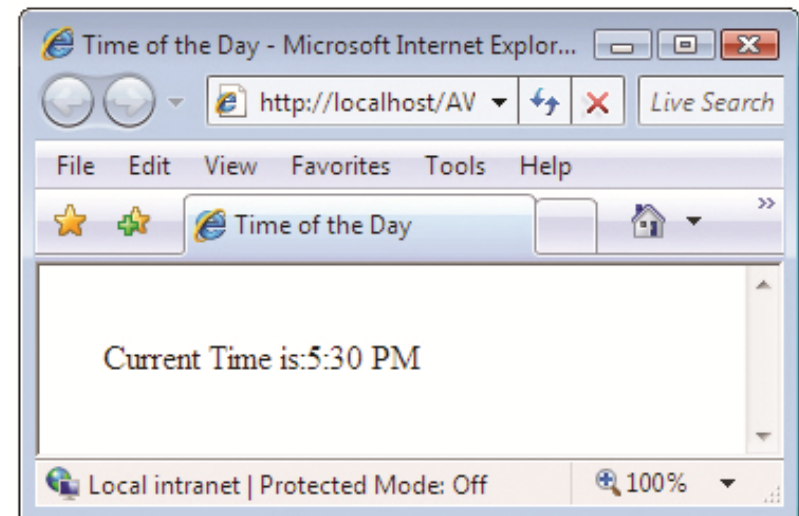 Time of the Day - Microsoft Internet Explor...
http://localhost/AV
Live Search
File Edit View Favorites Tools Help
Time of the Day
Current Time is:5:30 PM
Local intranet | Protected Mode: Off
100%